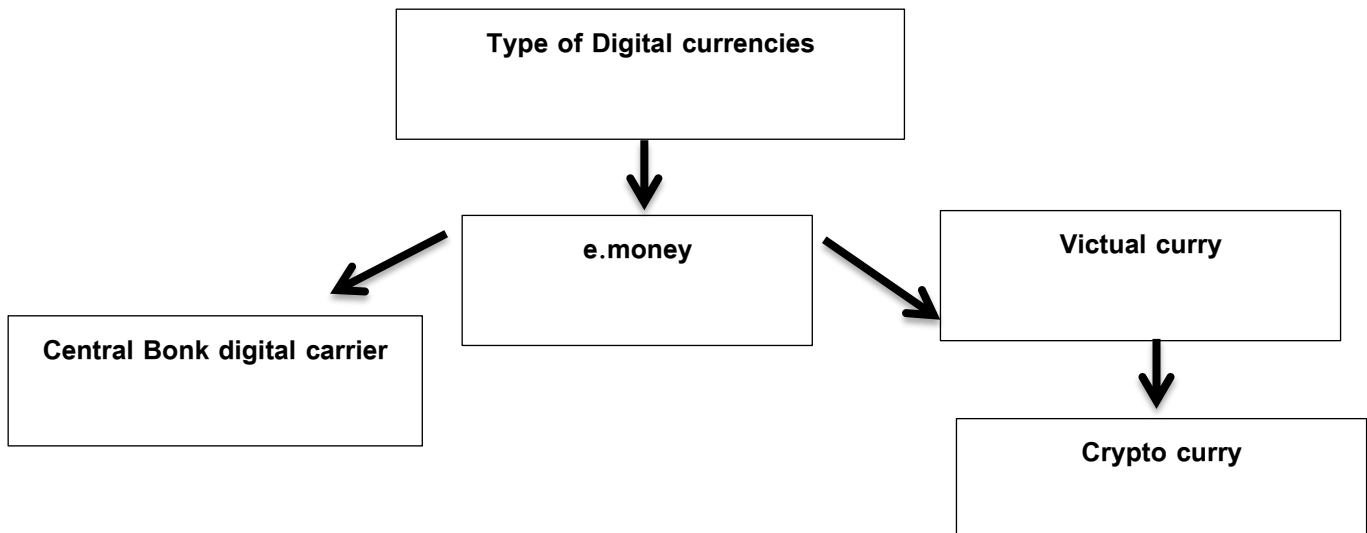 Type of Digital currencies
e.money
Victual curry
Central Bonk digital carrier
Crypto curry